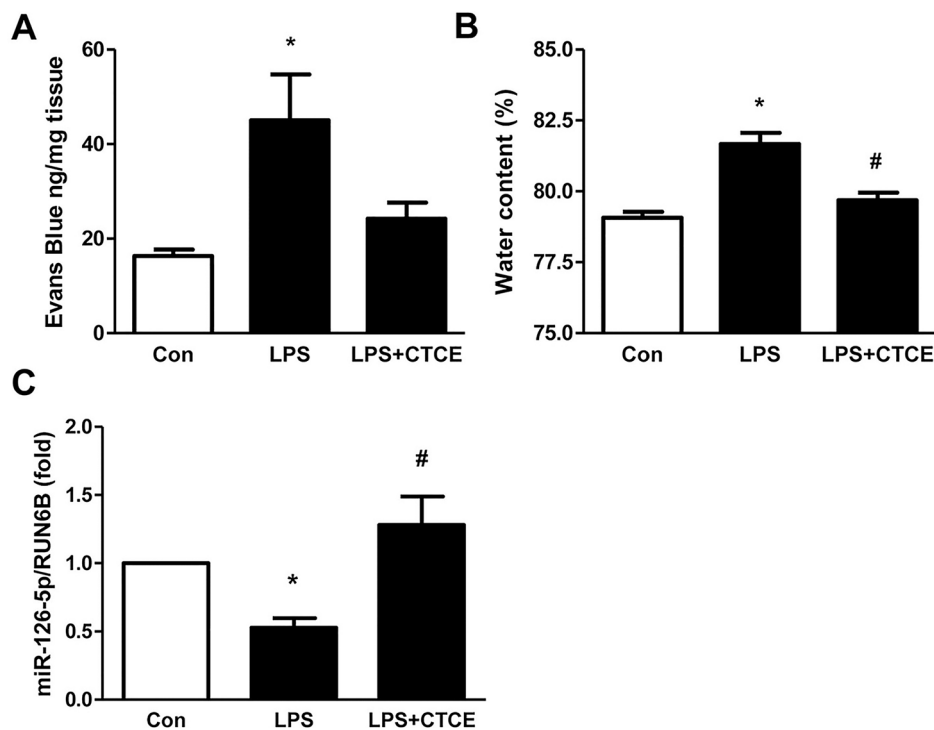 A
Evans Blue ng/mg tissue
60
40
20
0
*
Con
LPS
LPS+CTCE
B
Water content (%)
85.0
82.5
80.0
77.5
75.0
*
#
Con
LPS
LPS+CTCE
C
miR-126-5p/RUN6B (fold)
2.0
1.5
1.0
0.5
0.0
*
#
Con
LPS
LPS+CTCE